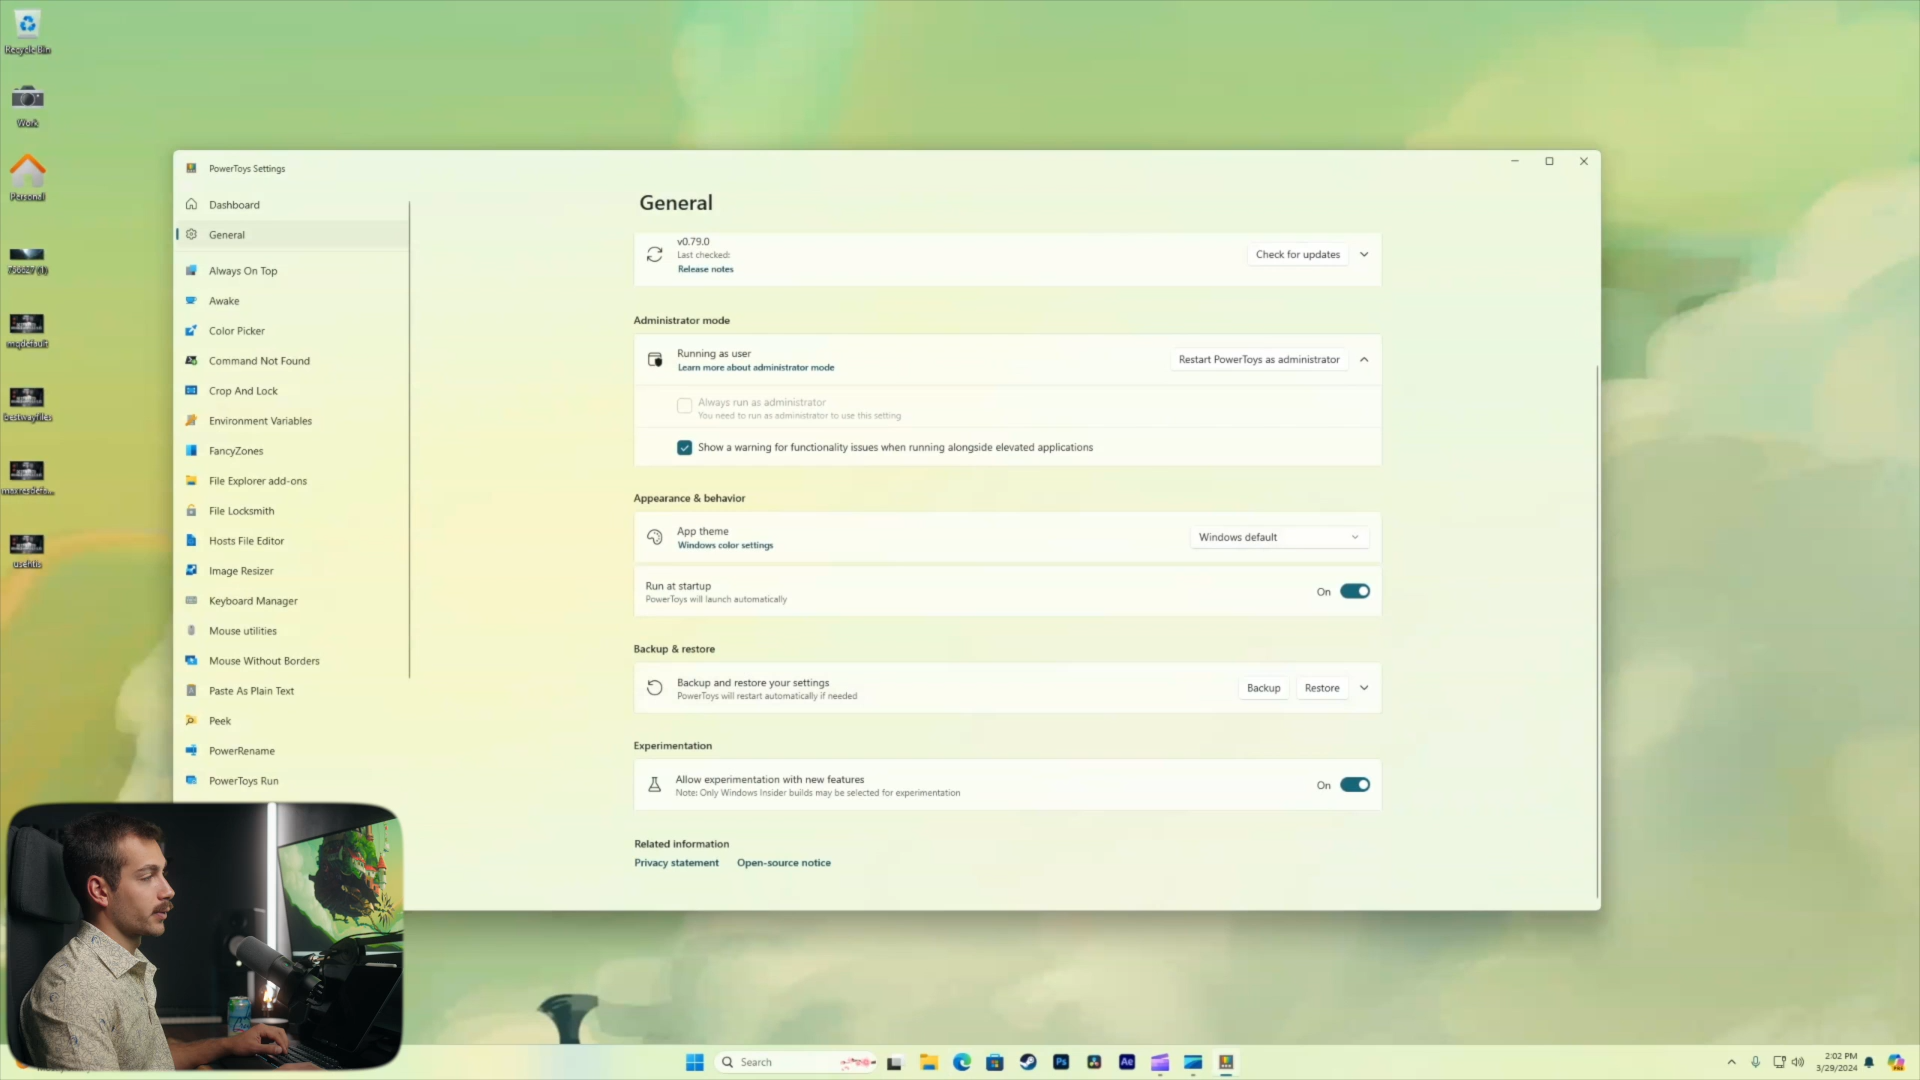 Recycle Bin
Work
Personal
mqdefault
bestwayfiles
maxresdefa...
usethis
PowerToys Settings
Dashboard
General
Always On Top
Awake
Color Picker
Command Not Found
Crop And Lock
Environment Variables
FancyZones
File Explorer add-ons
File Locksmith
Hosts File Editor
Image Resizer
Keyboard Manager
Mouse utilities
Mouse Without Borders
Paste As Plain Text
Peek
PowerRename
PowerToys Run
General
v0.79.0
Last checked:
Release notes
Check for updates
Administrator mode
Running as user
Learn more about administrator mode
Restart PowerToys as administrator
Always run as administrator
You need to run as administrator to use this setting
Show a warning for functionality issues when running alongside elevated applications
Appearance & behavior
App theme
Windows color settings
Windows default
Run at startup
PowerToys will launch automatically
On
Backup & restore
Backup and restore your settings
PowerToys will restart automatically if needed
Backup
Restore
Experimentation
Allow experimentation with new features
Note: Only Windows Insider builds may be selected for experimentation
On
Related information
Privacy statement
Open-source notice
Search
Ps
Ae
2:02 PM
3/29/2024